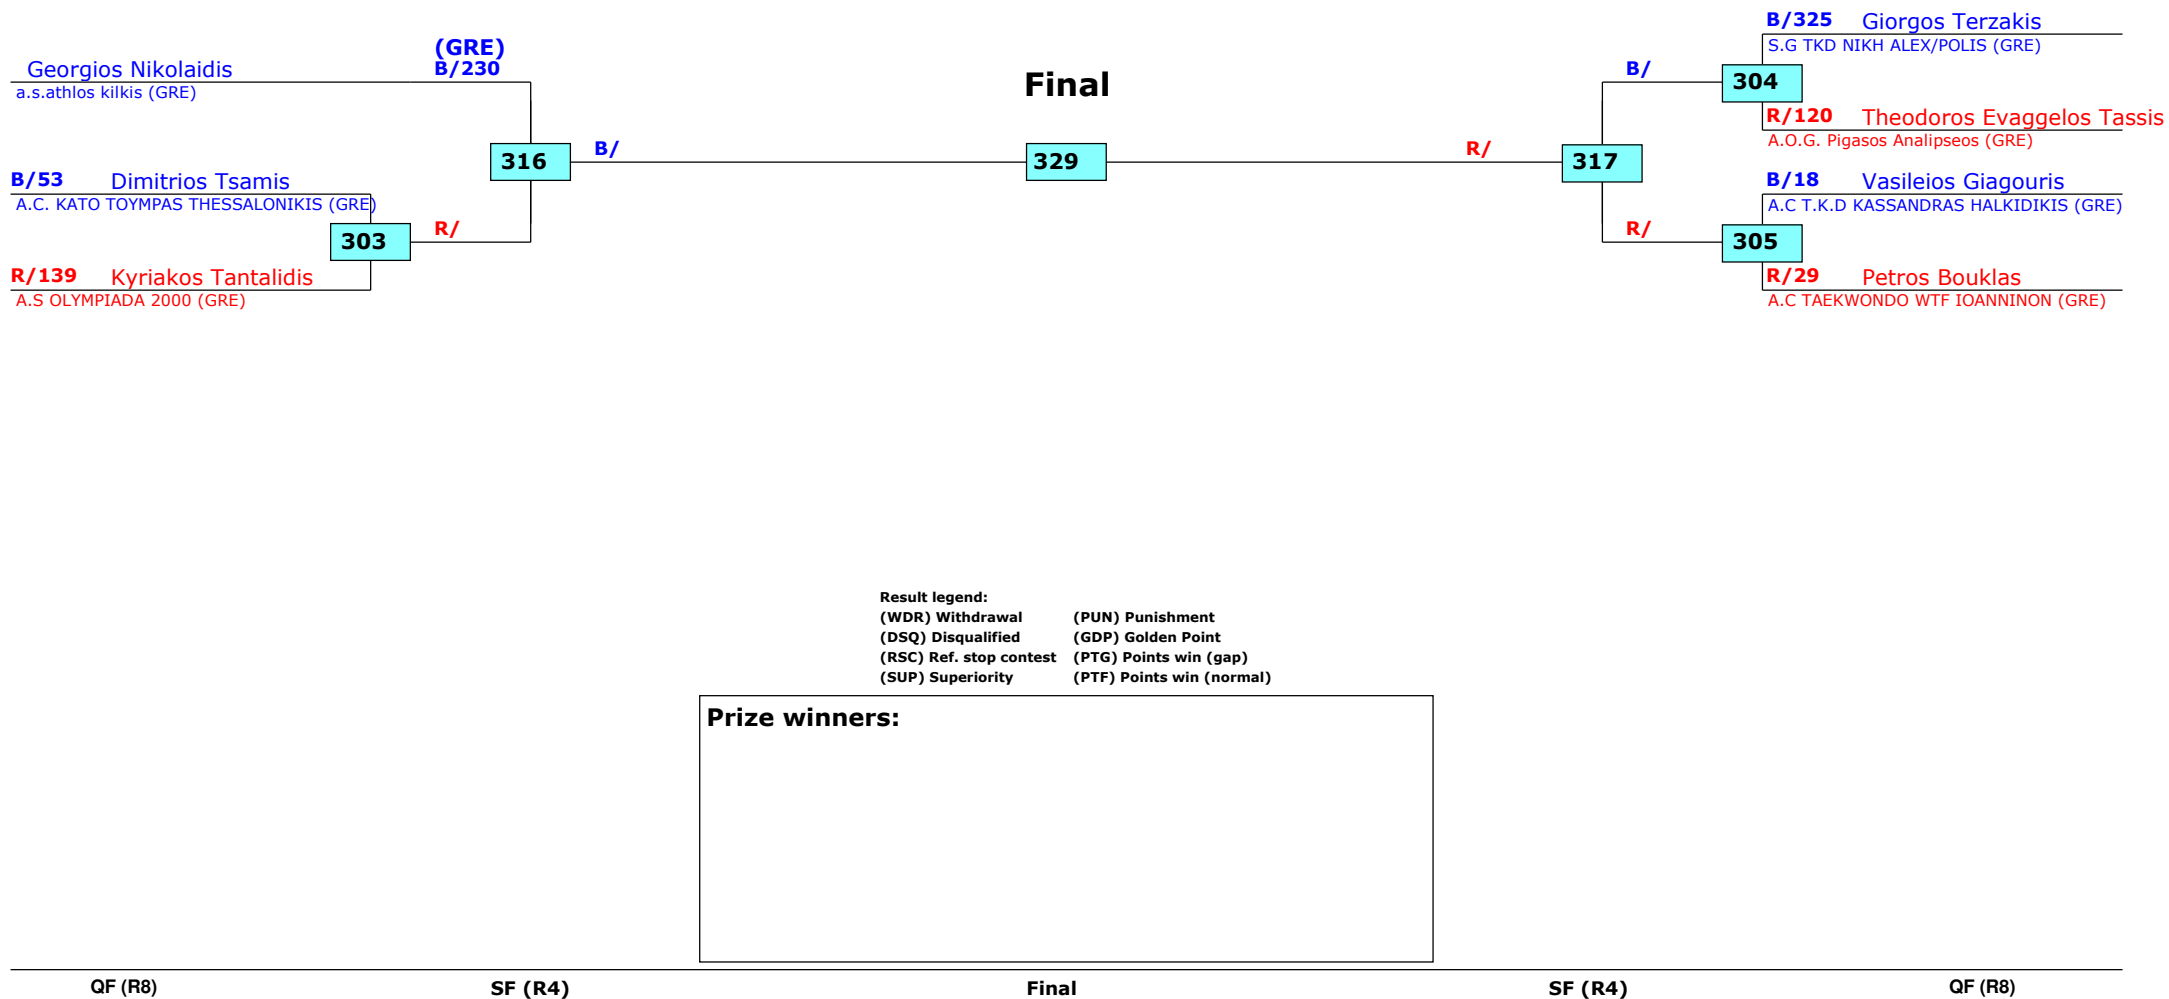 Georgios Nikolaidis
a.s.athlos kilkis (GRE)
(GRE)
B/230
316
B/53 Dimitrios Tsamis
A.C. KATO TOYMPAS THESSALONIKIS (GRE)
303
R/
R/139 Kyriakos Tantalidis
A.S OLYMPIADA 2000 (GRE)
Final
B/
329
R/
B/325 Giorgos Terzakis
S.G TKD NIKH ALEX/POLIS (GRE)
B/
304
R/120 Theodoros Evaggelos Tassis
A.O.G. Pigasos Analipseos (GRE)
317
B/18 Vasileios Giagouris
A.C T.K.D KASSANDRAS HALKIDIKIS (GRE)
R/
305
R/29 Petros Bouklas
A.C TAEKWONDO WTF IOANNINON (GRE)
Result legend:
(WDR) Withdrawal (PUN) Punishment
(DSQ) Disqualified (GDP) Golden Point
(RSC) Ref. stop contest (PTG) Points win (gap)
(SUP) Superiority (PTF) Points win (normal)
Prize winners:
QF (R8) SF (R4) Final SF (R4) QF (R8)